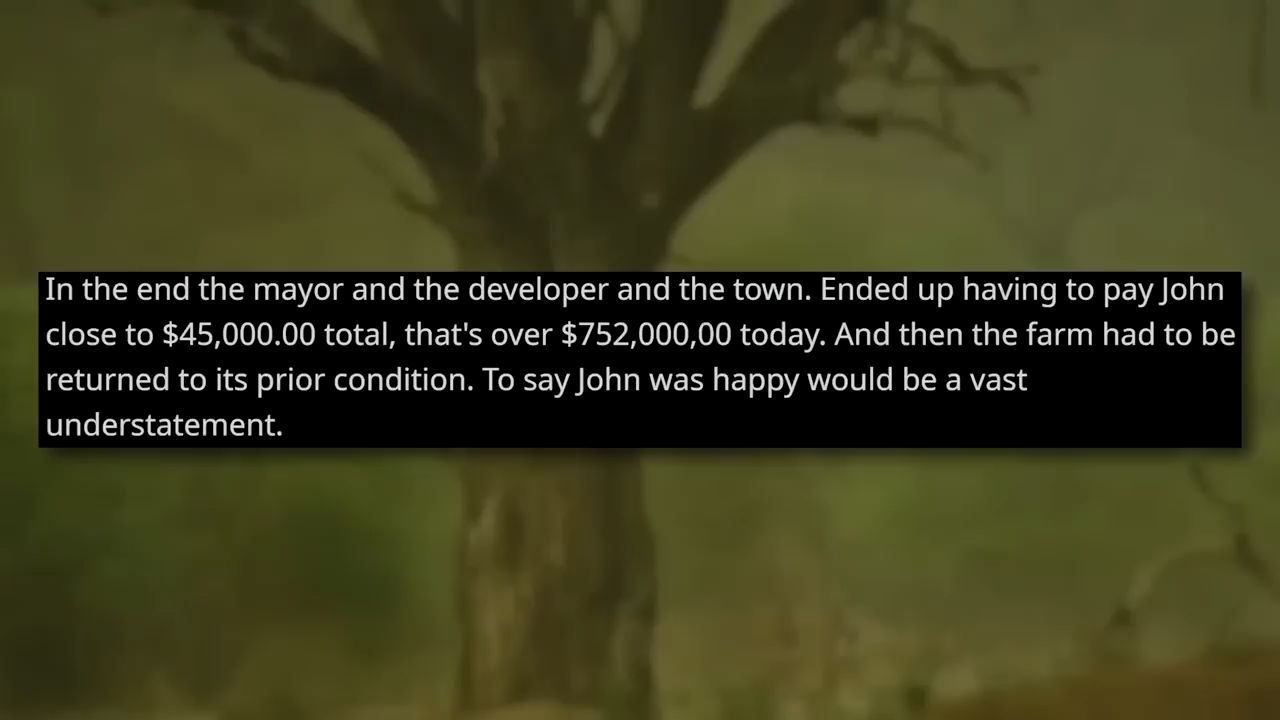 In the end the mayor and the developer and the town. Ended up having to pay John
close to $45,000.00 total, that's over $752,000,00 today. And then the farm had to be
returned to its prior condition. To say John was happy would be a vast
understatement.